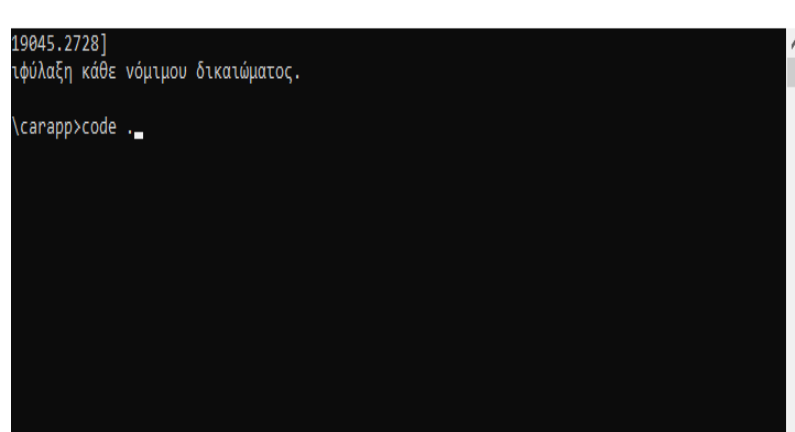 19045.2728]
ιφύλαξη κάθε νόμιμου δικαιώματος.
\carapp>code .